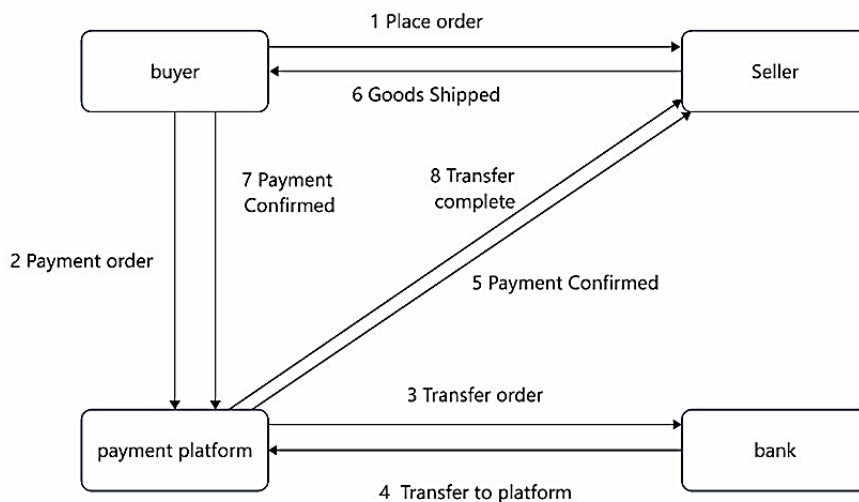 1 Place order
buyer
Seller
6 Goods Shipped
7 Payment
Confirmed
8 Transfer
complete
2 Payment order
5 Payment Confirmed
3 Transfer order
payment platform
bank
4 Transfer to platform